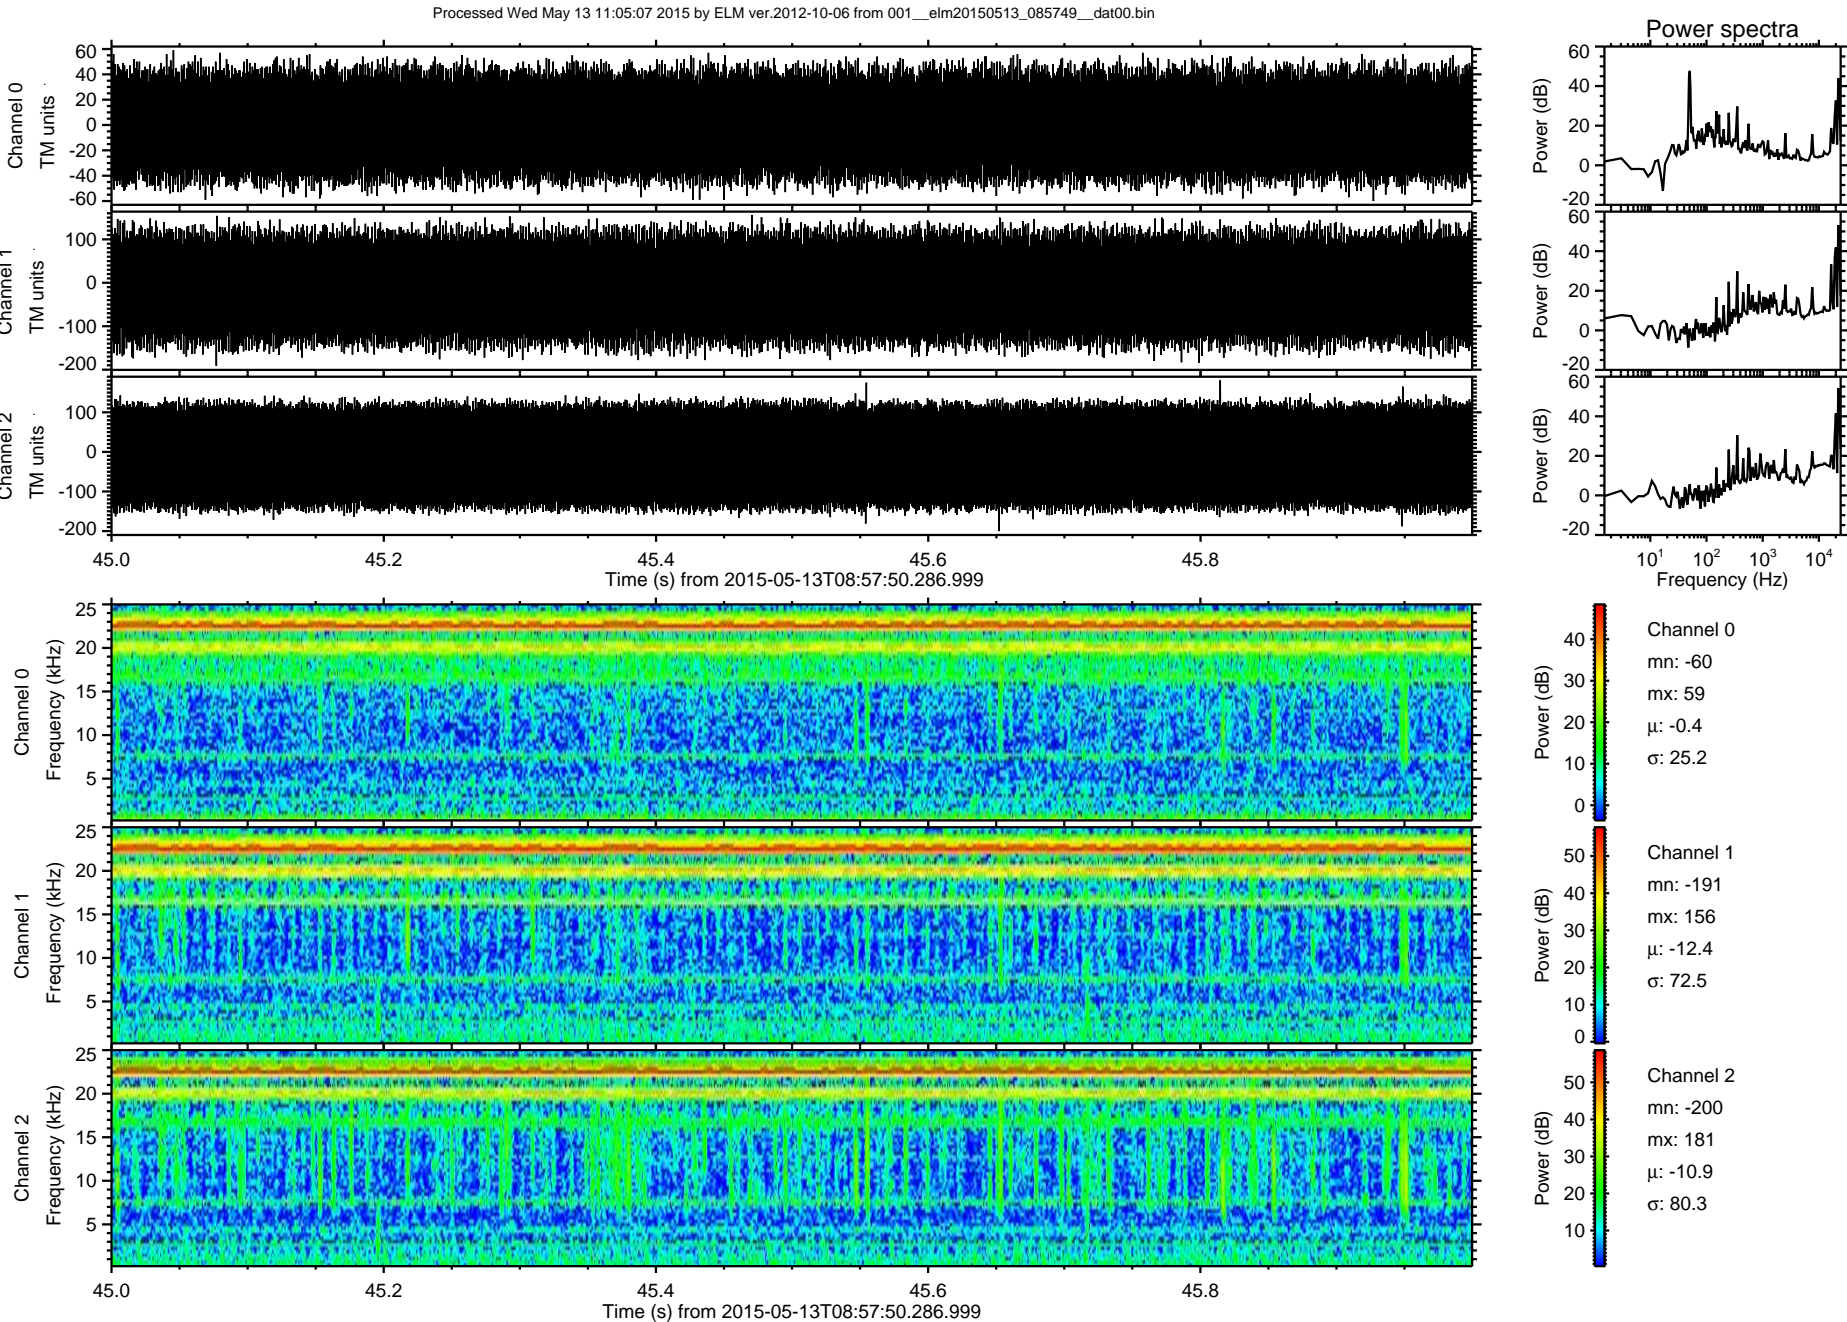 Processed Wed May 13 11:05:07 2015 by ELM ver.2012-10-06 from 001__elm20150513_085749__dat00.bin
Power spectra
Channel 0
TM units
60
40
20
0
-20
-40
-60
Power (dB)
60
40
20
0
-20
Channel 1
TM units
100
0
-100
-200
Power (dB)
60
40
20
0
-20
Channel 2
TM units
100
0
-100
-200
Power (dB)
60
40
20
0
-20
45.0 45.2 45.4 45.6 45.8
Time (s) from 2015-05-13T08:57:50.286.999
10^1 10^2 10^3 10^4
Frequency (Hz)
Channel 0
Frequency (kHz)
25
20
15
10
5
Power (dB)
40
30
20
10
0
Channel 0
mn: -60
mx: 59
μ: -0.4
σ: 25.2
Channel 1
Frequency (kHz)
25
20
15
10
5
Power (dB)
50
40
30
20
10
0
Channel 1
mn: -191
mx: 156
μ: -12.4
σ: 72.5
Channel 2
Frequency (kHz)
25
20
15
10
5
Power (dB)
50
40
30
20
10
Channel 2
mn: -200
mx: 181
μ: -10.9
σ: 80.3
45.0 45.2 45.4 45.6 45.8
Time (s) from 2015-05-13T08:57:50.286.999